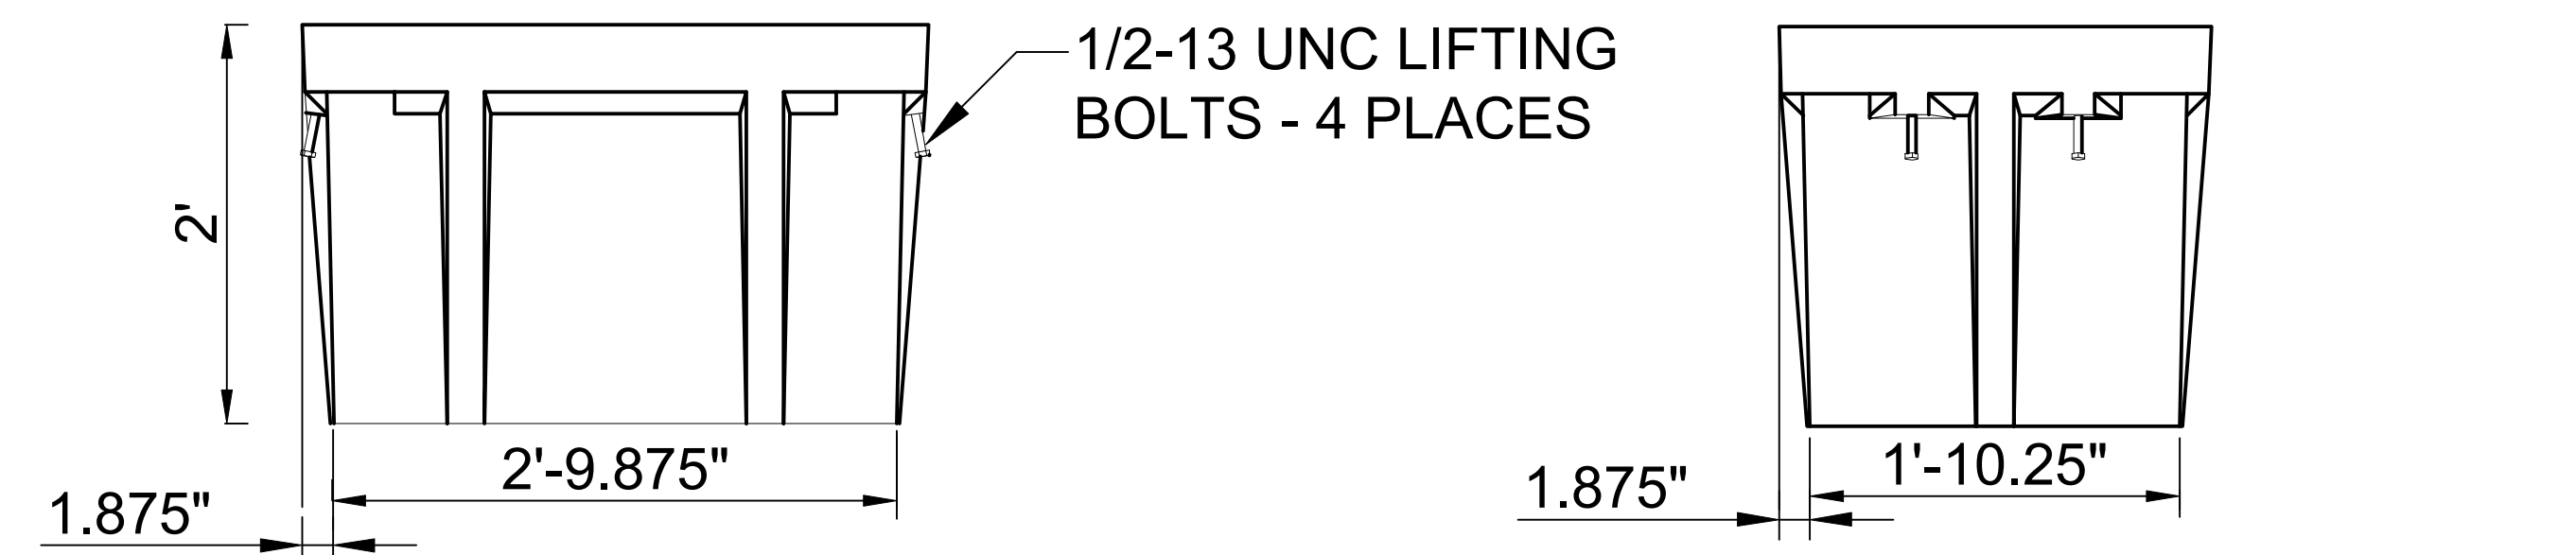 1/2-13 UNC LIFTING
BOLTS - 4 PLACES
2'
2'-9.875"
1.875"
1'-10.25"
1.875"